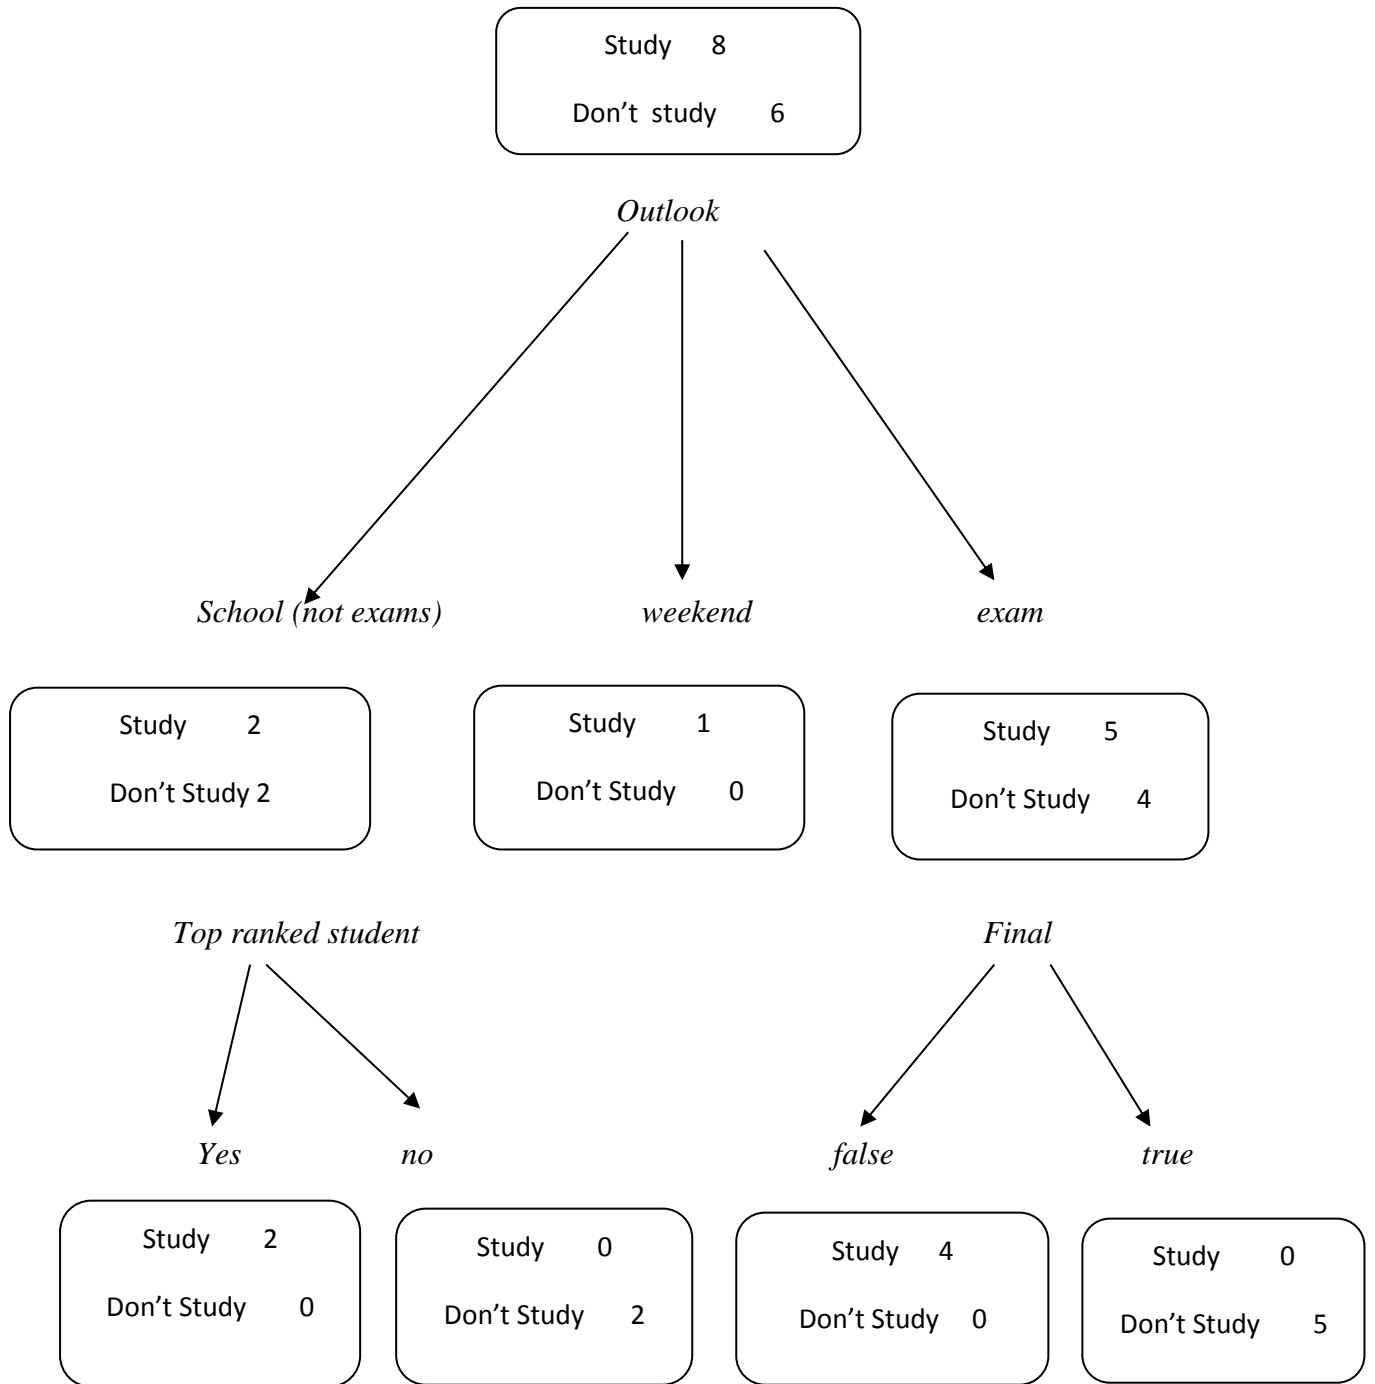 Study 8
Don’t study 6
Outlook
School (not exams) weekend exam
Study 2
Don’t Study 2
Study 1
Don’t Study 0
Study 5
Don’t Study 4
Top ranked student Final
Yes no false true
Study 2
Don’t Study 0
Study 0
Don’t Study 2
Study 4
Don’t Study 0
Study 0
Don’t Study 5